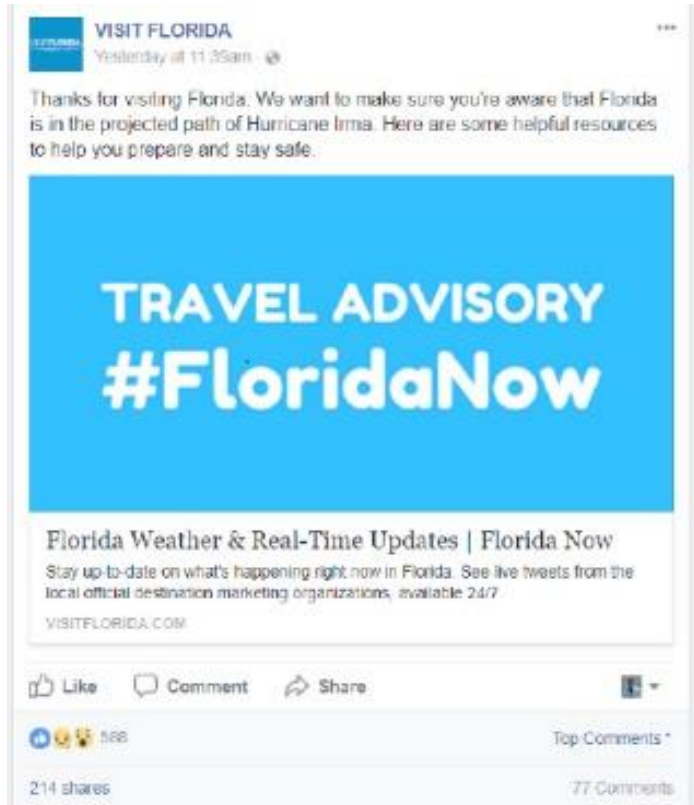 VISIT FLORIDA
Yesterday at 11:35am
Thanks for visiting Florida. We want to make sure you're aware that Florida
is in the projected path of Hurricane Irma. Here are some helpful resources
to help you prepare and stay safe.
TRAVEL ADVISORY
#FloridaNow
Florida Weather & Real-Time Updates | Florida Now
Stay up-to-date on what's happening right now in Florida. See live tweets from the
local official destination marketing organizations, available 24/7.
VISITFLORIDA.COM
Like Comment Share
Top Comments
214 shares 77 Comments